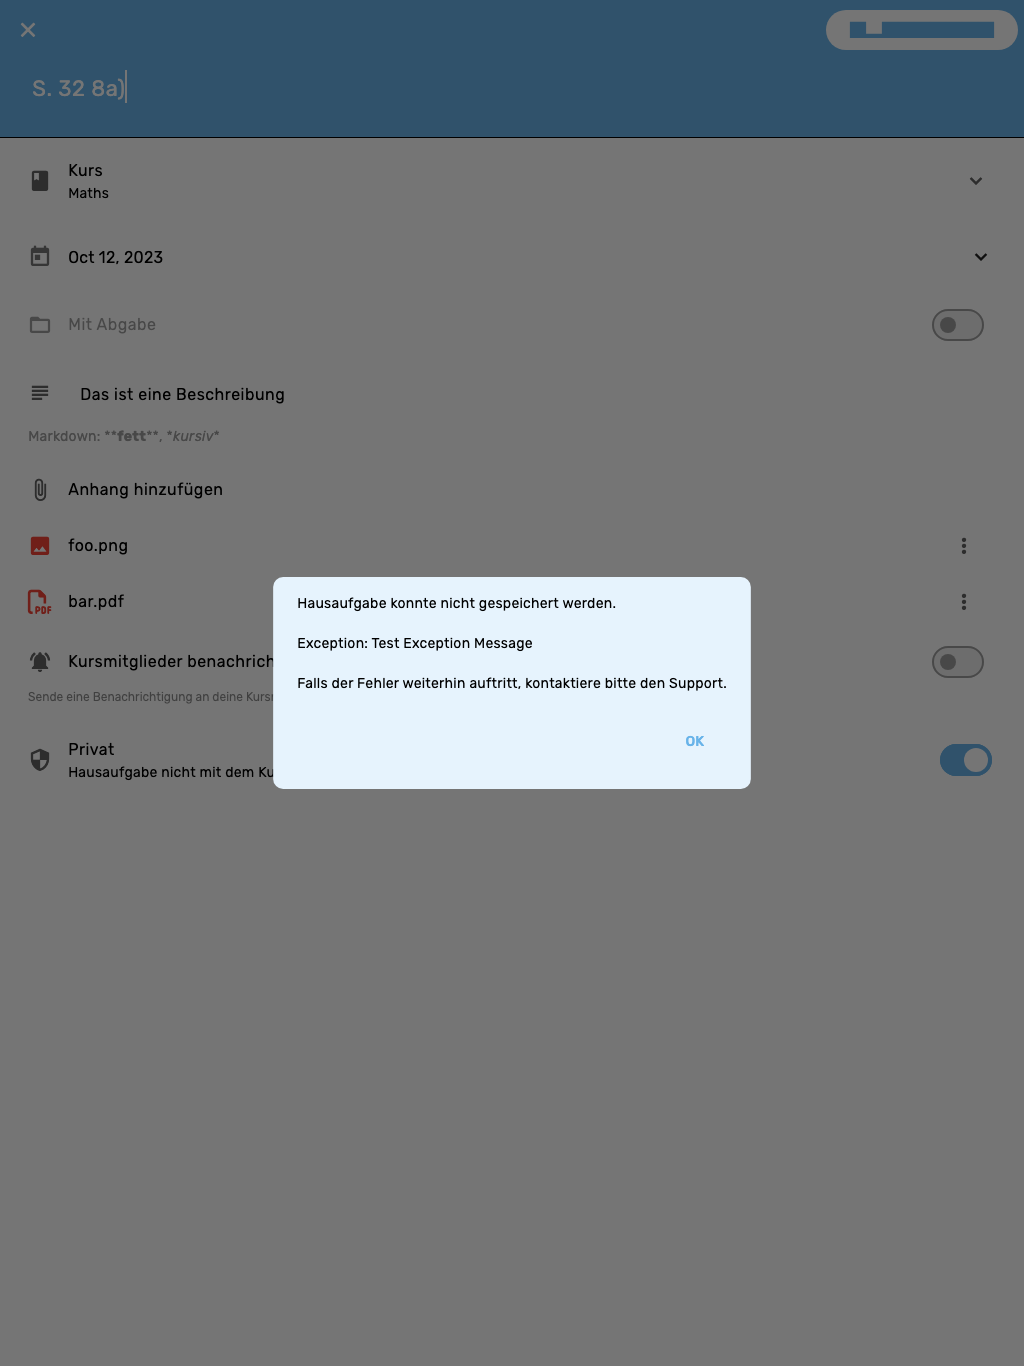 S. 32 8a)
Kurs
Maths
Oct 12, 2023
Mit Abgabe
Das ist eine Beschreibung
Markdown: **fett**, *kursiv*
Anhang hinzufügen
foo.png
PDF
bar.pdf
Kursmitglieder benachrich
Sende eine Benachrichtigung an deine Kurs
Privat
Hausaufgabe nicht mit dem Ku
Hausaufgabe konnte nicht gespeichert werden.
Exception: Test Exception Message
Falls der Fehler weiterhin auftritt, kontaktiere bitte den Support.
OK